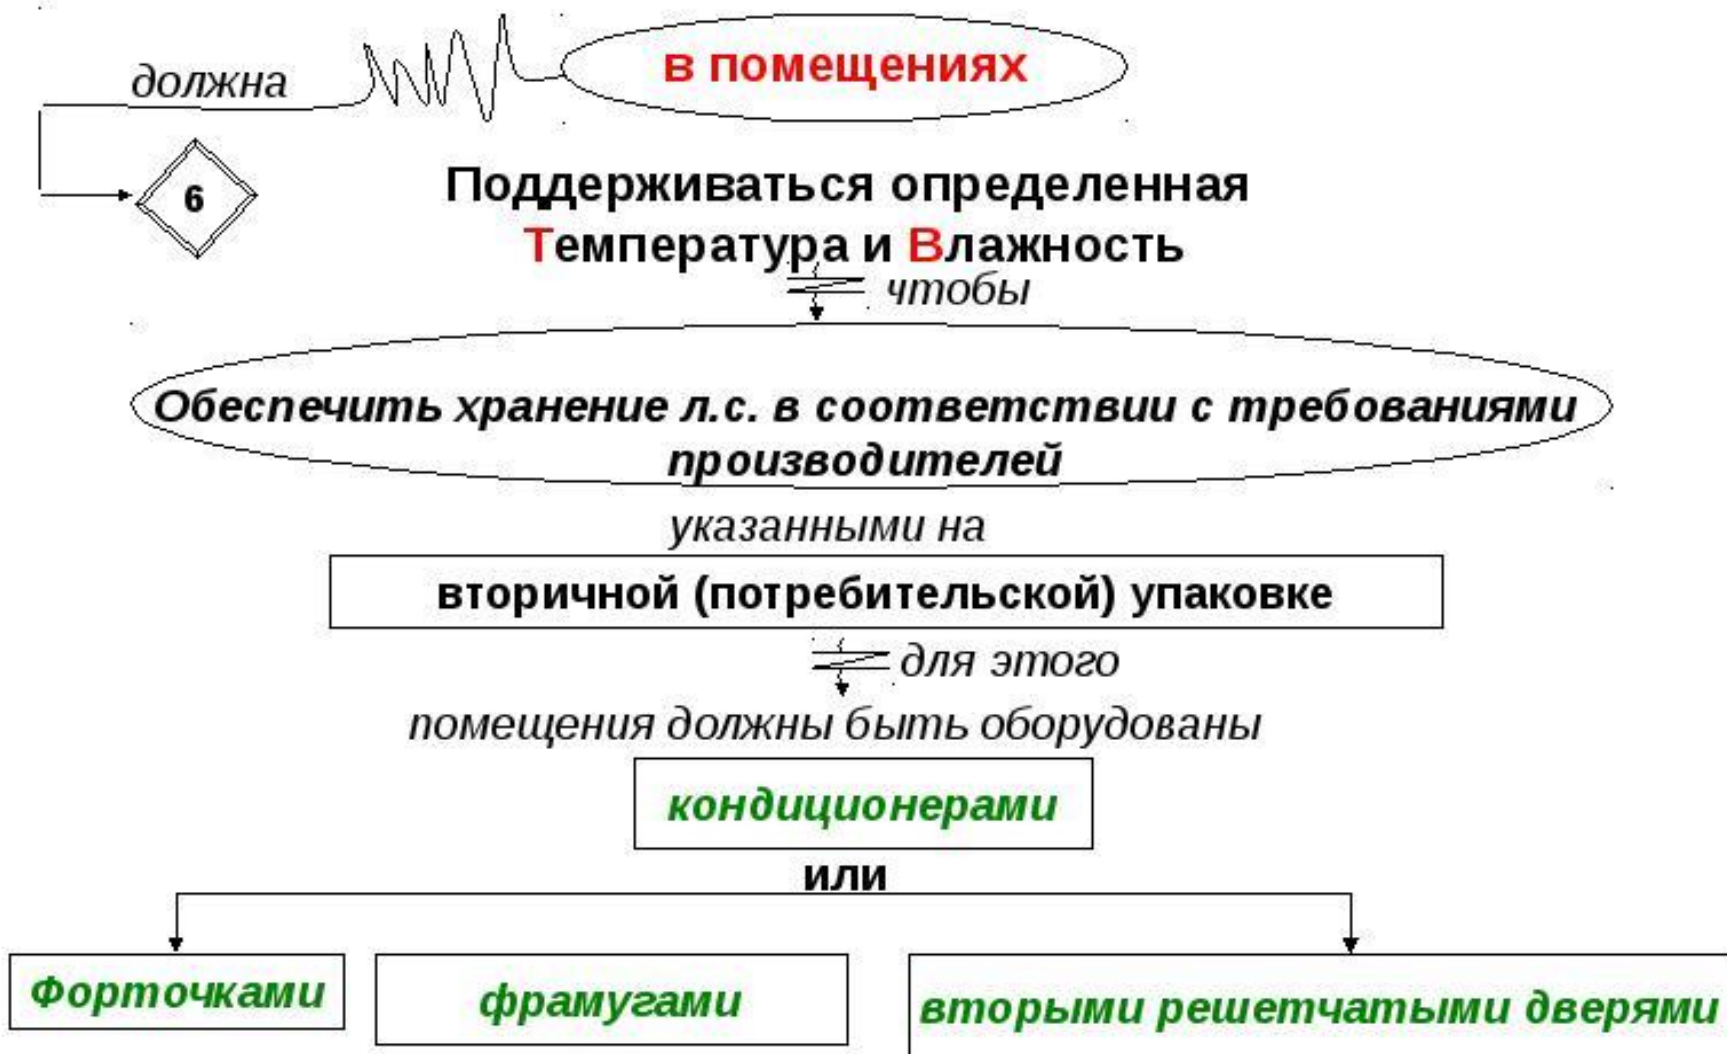 в помещениях
должна
6
Поддерживаться определенная
Температура и Влажность
чтобы
Обеспечить хранение л.с. в соответствии с требованиями
производителей
указанными на
вторичной (потребительской) упаковке
для этого
помещения должны быть оборудованы
кондиционерами
или
Форточками
фрамугами
вторыми решетчатыми дверями